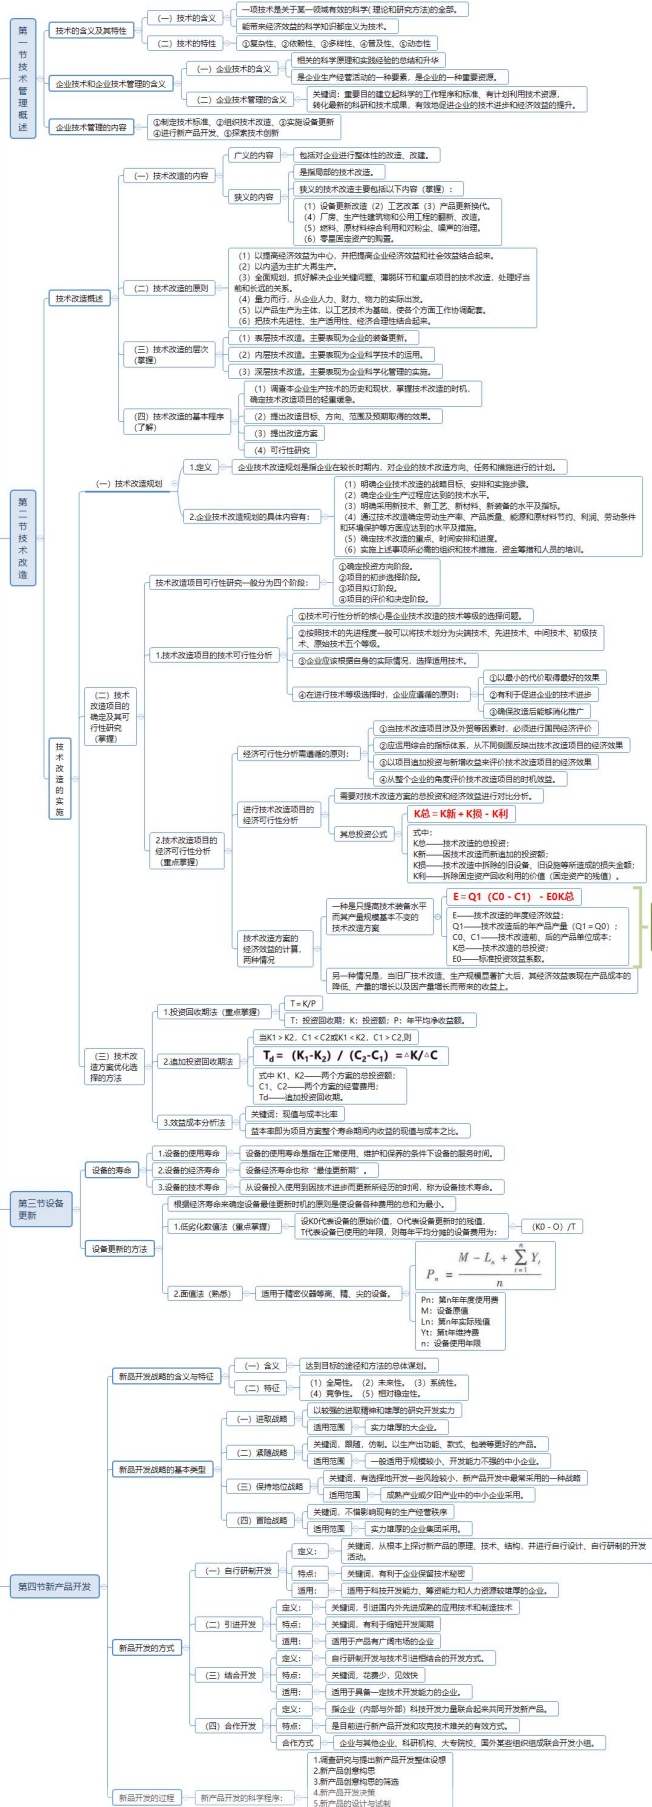 第一节技术管理概述
技术的含义及其特性
（一）技术的含义
一项技术是关于某一领域有效的科学( 理论和研究方法)的全部。
能带来经济效益的科学知识都定义为技术。
（二）技术的特性
①复杂性、②依赖性、③多样性、④普及性、⑤动态性
企业技术和企业技术管理的含义
（一）企业技术的含义
相关的科学原理和实践经验的总结和升华
是企业生产经营活动的一种要素，是企业的一种重要资源。
（二）企业技术管理的含义
关键词：重要目的建立起科学的工作程序和标准、有计划利用技术资源，
转化最新的科研和技术成果，有效地促进企业的技术进步和经济效益的提升。
企业技术管理的内容
①制定技术标准、②组织技术改造、③实施设备更新
④进行新产品开发、⑤探索技术创新
第二节技术改造
技术改造概述
（一）技术改造的内容
广义的内容
包括对企业进行整体性的改造、改建。
狭义的内容
是指局部的技术改造。
狭义的技术改造主要包括以下内容（掌握）：
（1）设备更新改造（2）工艺改革（3）产品更新换代。
（4）厂房、生产性建筑物和公用工程的翻新、改造。
（5）燃料、原材料综合利用和对粉尘、噪声的治理。
（6）零星固定资产的购置。
（二）技术改造的原则
（1）以提高经济效益为中心，并把提高企业经济效益和社会效益结合起来。
（2）以内涵为主扩大再生产。
（3）全面规划，抓好解决企业关键问题、薄弱环节和重点项目的技术改造，处理好当
前和长远的关系。
（4）量力而行，从企业人力、财力、物力的实际出发。
（5）以产品生产为主体，以工艺技术为基础，使各个方面工作协调配套。
（6）把技术先进性、生产适用性、经济合理性结合起来。
（三）技术改造的层次
（掌握）
（1）表层技术改造。主要表现为企业的装备更新。
（2）内层技术改造。主要表现为企业科学技术的运用。
（3）深层技术改造。主要表现为企业科学化管理的实施。
（四）技术改造的基本程序
（了解）
（1）调查本企业生产技术的历史和现状，掌握技术改造的时机，
确定技术改造项目的轻重缓急。
（2）提出改造目标、方向、范围及预期取得的效果。
（3）提出改造方案
（4）可行性研究
技术改造的实施
（一）技术改造规划
1.定义
企业技术改造规划是指企业在较长时期内，对企业的技术改造方向、任务和措施进行的计划。
2.企业技术改造规划的具体内容有：
（1）明确企业技术改造的战略目标、安排和实施步骤。
（2）确定企业生产过程应达到的技术水平。
（3）明确采用新技术、新工艺、新材料、新装备的水平及指标。
（4）通过技术改造确定劳动生产率、产品质量、能源和原材料节约、利润、劳动条件
和环境保护等方面应达到的水平及措施。
（5）确定技术改造的重点、时间安排和进度。
（6）实施上述事项所必需的组织和技术措施，资金筹措和人员的培训。
（二）技术
改造项目的
确定及其可
行性研究
（掌握）
技术改造项目可行性研究一般分为四个阶段：
①确定投资方向阶段。
②项目的初步选择阶段。
③项目拟订阶段。
④项目的评价和决定阶段。
1.技术改造项目的技术可行性分析
①技术可行性分析的核心是企业技术改造的技术等级的选择问题。
②按照技术的先进程度一般可以将技术划分为尖端技术、先进技术、中间技术、初级技
术、原始技术五个等级。
③企业应该根据自身的实际情况，选择适用技术。
④在进行技术等级选择时，企业应遵循的原则：
①以最小的代价取得最好的效果
②有利于促进企业的技术进步
③确保改造后能够消化推广
2.技术改造项目的
经济可行性分析
（重点掌握）
经济可行性分析需遵循的原则：
①当技术改造项目涉及外贸等因素时，必须进行国民经济评价
②应运用综合的指标体系，从不同侧面反映出技术改造项目的经济效果
③以项目追加投资与新增收益来评价技术改造项目的经济效果
④从整个企业的角度评价技术改造项目的时机效益。
进行技术改造项目的
经济可行性分析
需要对技术改造方案的总投资和经济效益进行对比分析。
其总投资公式
K总＝K新＋K损－K利
式中：
K总——技术改造的总投资；
K新——因技术改造而新追加的投资额；
K损——技术改造中拆除的旧设备、旧设施等所造成的损失金额；
K利——拆除固定资产回收利用的价值（固定资产的残值）。
技术改造方案的
经济效益的计算，
两种情况
一种是只提高技术装备水平
而其产量规模基本不变的
技术改造方案
E＝Q1（C0－C1）－E0K总
E——技术改造的年度经济效益；
Q1——技术改造后的年产品产量（Q1＝Q0）；
C0、C1——技术改造前、后的产品单位成本；
K总——技术改造的总投资；
E0——标准投资效益系数。
另一种情况是，当旧厂技术改造、生产规模显著扩大后，其经济效益表现在产品成本的
降低、产量的增长以及因产量增长而带来的收益上。
（三）技术改
造方案优化选
择的方法
1.投资回收期法（重点掌握）
T＝K/P
T：投资回收期；K：投资额；P：年平均净收益额。
2.追加投资回收期法
当K1＞K2，C1＜C2或K1＜K2，C1＞C2,则
Td＝（K1-K2）/（C2-C1）=△K/△C
式中 K1、K2——两个方案的总投资额；
C1、C2——两个方案的经营费用；
Td——追加投资回收期。
3.效益成本分析法
关键词：现值与成本比率
益本率即为项目方案整个寿命期间内收益的现值与成本之比。
第三节设备
更新
设备的寿命
1.设备的使用寿命
设备的使用寿命是指在正常使用、维护和保养的条件下设备的服务时间。
2.设备的经济寿命
设备经济寿命也称“最佳更新期”。
3.设备的技术寿命
从设备投入使用到因技术进步而更新所经历的时间，称为设备技术寿命。
设备更新的方法
根据经济寿命来确定设备最佳更新时机的原则是使设备各种费用的总和为最小。
1.低劣化数值法（重点掌握）
设K0代表设备的原始价值，O代表设备更新时的残值，
T代表设备已使用的年限，则每年平均分摊的设备费用为：
（K0－O）/T
2.面值法（熟悉）
适用于精密仪器等高、精、尖的设备。
Pn = (M − Ln + Σ(t=1→n) Yt) / n
Pn：第n年年度使用费
M：设备原值
Ln：第n年实际残值
Yt：第t年维持费
n：设备使用年限
第四节新产品开发
新品开发战略的含义与特征
（一）含义
达到目标的途径和方法的总体谋划。
（二）特征
（1）全局性。（2）未来性。（3）系统性。
（4）竞争性。（5）相对稳定性。
新品开发战略的基本类型
（一）进取战略
以较强的进取精神和雄厚的研究开发实力
适用范围
实力雄厚的大企业。
（二）紧随战略
关键词，跟随，仿制。以生产出功能、款式、包装等更好的产品。
适用范围
一般适用于规模较小、开发能力不强的中小企业。
（三）保持地位战略
关键词，有选择地开发一些风险较小，新产品开发中最常采用的一种战略
适用范围
成熟产业或夕阳产业中的中小企业采用。
（四）冒险战略
关键词，不惜影响现有的生产经营秩序
适用范围
实力雄厚的企业集团采用。
新品开发的方式
（一）自行研制开发
定义：
关键词，从根本上探讨新产品的原理、技术、结构，并进行自行设计、自行研制的开发
活动。
特点：
关键词，有利于企业保留技术秘密
适用：
适用于科技开发能力、筹资能力和人力资源较雄厚的企业。
（二）引进开发
定义：
关键词，引进国内外先进成熟的应用技术和制造技术
特点：
关键词，有利于缩短开发周期
适用：
适用于产品有广阔市场的企业
（三）结合开发
定义：
自行研制开发与技术引进相结合的开发方式。
特点：
关键词，花费少，见效快
适用：
适用于具备一定技术开发能力的企业。
（四）合作开发
定义：
指企业（内部与外部）科技开发力量联合起来共同开发新产品。
特点：
是目前进行新产品开发和攻克技术难关的有效方式。
合作方式
企业与其他企业、科研机构、大专院校、国外某些组织组成联合开发小组。
新品开发的过程
新产品开发的科学程序：
1.调查研究与提出新产品开发整体设想
2.新产品创意构思
3.新产品创意构思的筛选
4.新产品开发决策
5.新产品的设计与试制